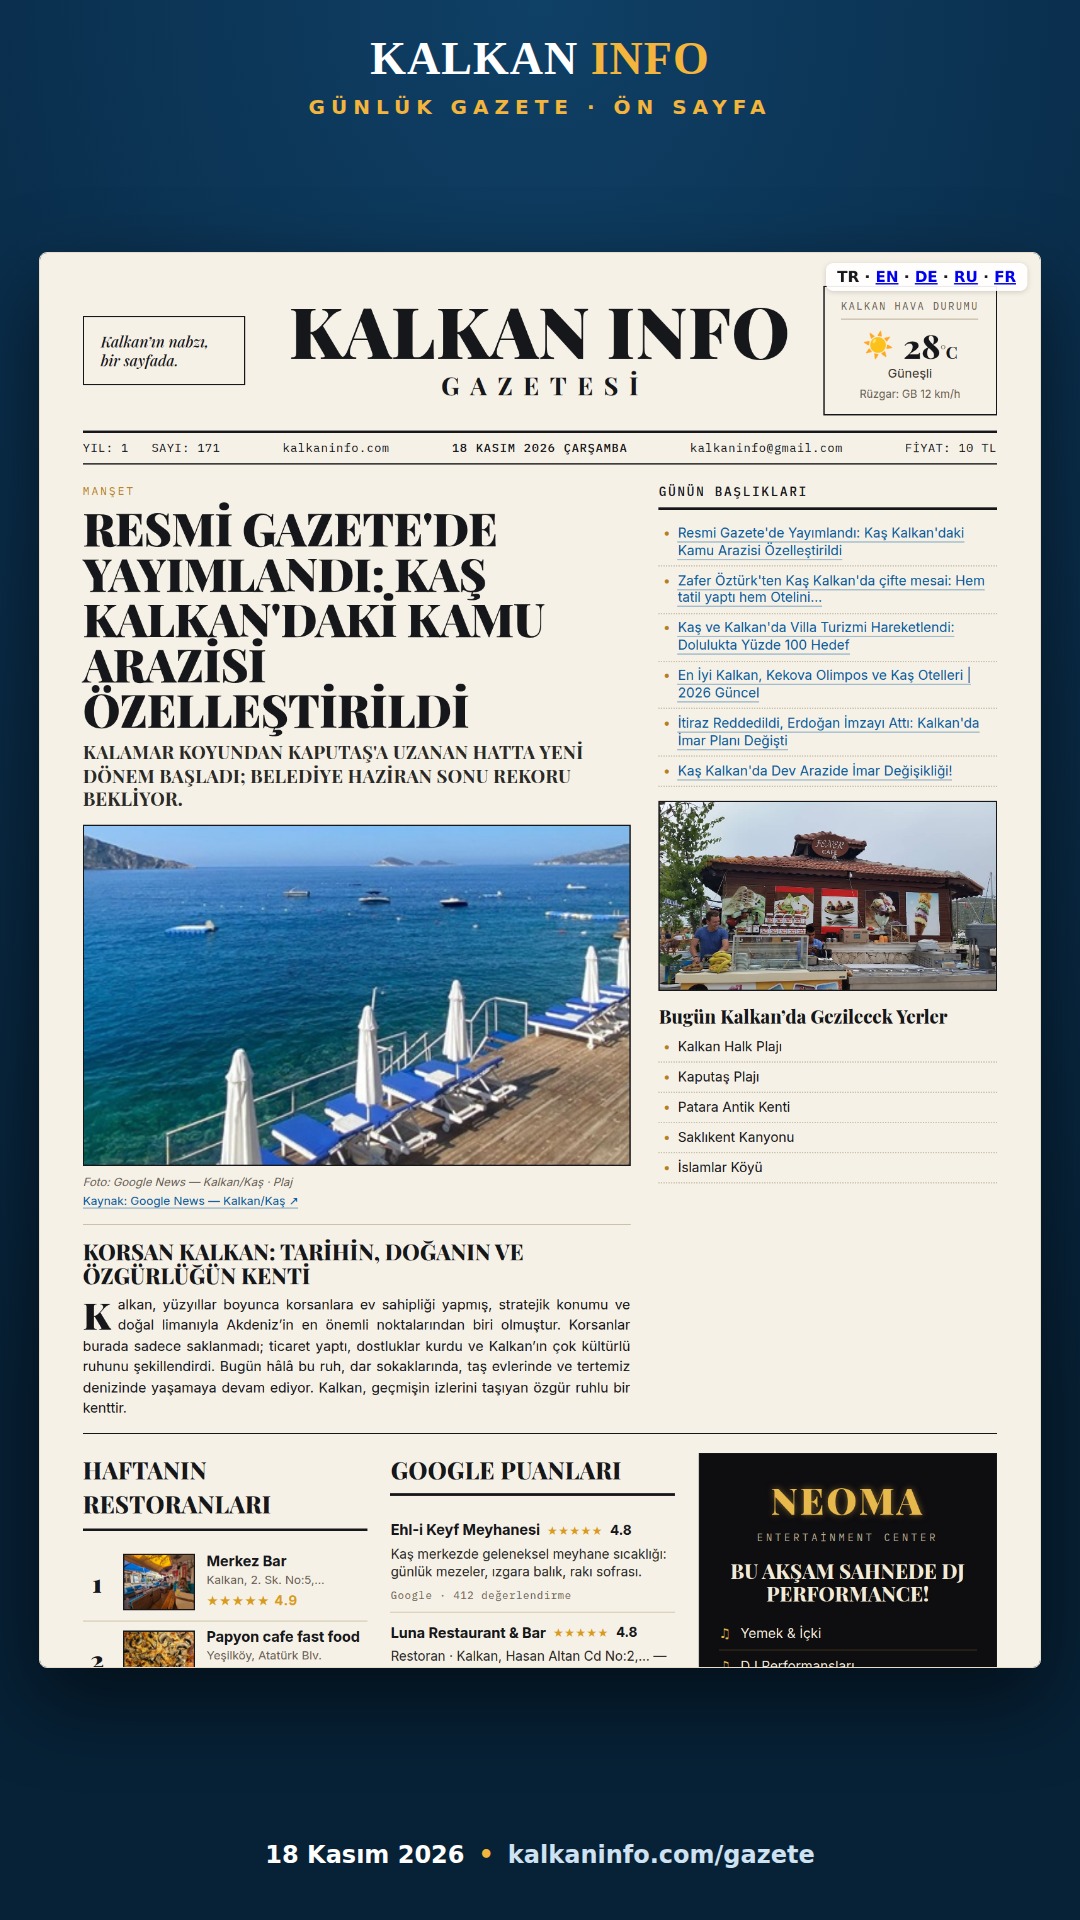 KALKAN INFO
GÜNLÜK GAZETE · ÖN SAYFA
TR · EN · DE · RU · FR
Kalkan'ın nabzı,
bir sayfada.
KALKAN INFO
GAZETESİ
KALKAN HAVA DURUMU
28°C
Güneşli
Rüzgar: GB 12 km/h
YIL: 1 SAYI: 171 kalkaninfo.com 18 KASIM 2026 ÇARŞAMBA kalkaninfo@gmail.com FİYAT: 10 TL
MANŞET
RESMİ GAZETE'DE
YAYIMLANDI: KAŞ
KALKAN'DAKİ KAMU
ARAZİSİ
ÖZELLEŞTİRİLDİ
KALAMAR KOYUNDAN KAPUTAŞ'A UZANAN HATTA YENİ
DÖNEM BAŞLADI; BELEDİYE HAZİRAN SONU REKORU
BEKLİYOR.
Foto: Google News — Kalkan/Kaş · Plaj
Kaynak: Google News — Kalkan/Kaş ↗
KORSAN KALKAN: TARİHİN, DOĞANIN VE
ÖZGÜRLÜĞÜN KENTİ
Kalkan, yüzyıllar boyunca korsanlara ev sahipliği yapmış, stratejik konumu ve
doğal limanıyla Akdeniz'in en önemli noktalarından biri olmuştur. Korsanlar
burada sadece saklanmadı; ticaret yaptı, dostluklar kurdu ve Kalkan'ın çok kültürlü
ruhunu şekillendirdi. Bugün hâlâ bu ruh, dar sokaklarında, taş evlerinde ve tertemiz
denizinde yaşamaya devam ediyor. Kalkan, geçmişin izlerini taşıyan özgür ruhlu bir
kenttir.
GÜNÜN BAŞLIKLARI
• Resmi Gazete'de Yayımlandı: Kaş Kalkan'daki
Kamu Arazisi Özelleştirildi
• Zafer Öztürk'ten Kaş Kalkan'da çifte mesai: Hem
tatil yaptı hem Otelini...
• Kaş ve Kalkan'da Villa Turizmi Hareketlendi:
Dolulukta Yüzde 100 Hedef
• En İyi Kalkan, Kekova Olimpos ve Kaş Otelleri |
2026 Güncel
• İtiraz Reddedildi, Erdoğan İmzayı Attı: Kalkan'da
İmar Planı Değişti
• Kaş Kalkan'da Dev Arazide İmar Değişikliği!
FENER
CAFE
Bugün Kalkan'da Gezilecek Yerler
• Kalkan Halk Plajı
• Kaputaş Plajı
• Patara Antik Kenti
• Saklıkent Kanyonu
• İslamlar Köyü
HAFTANIN
RESTORANLARI
1
Merkez Bar
Kalkan, 2. Sk. No:5,...
★★★★★ 4.9
2
Papyon cafe fast food
Yeşilköy, Atatürk Blv.
GOOGLE PUANLARI
Ehl-i Keyf Meyhanesi ★★★★★ 4.8
Kaş merkezde geleneksel meyhane sıcaklığı:
günlük mezeler, ızgara balık, rakı sofrası.
Google · 412 değerlendirme
Luna Restaurant & Bar ★★★★★ 4.8
Restoran · Kalkan, Hasan Altan Cd No:2,... —
NEOMA
ENTERTAİNMENT CENTER
BU AKŞAM SAHNEDE DJ
PERFORMANCE!
♫ Yemek & İçki
♫ DJ Performansları
18 Kasım 2026 • kalkaninfo.com/gazete